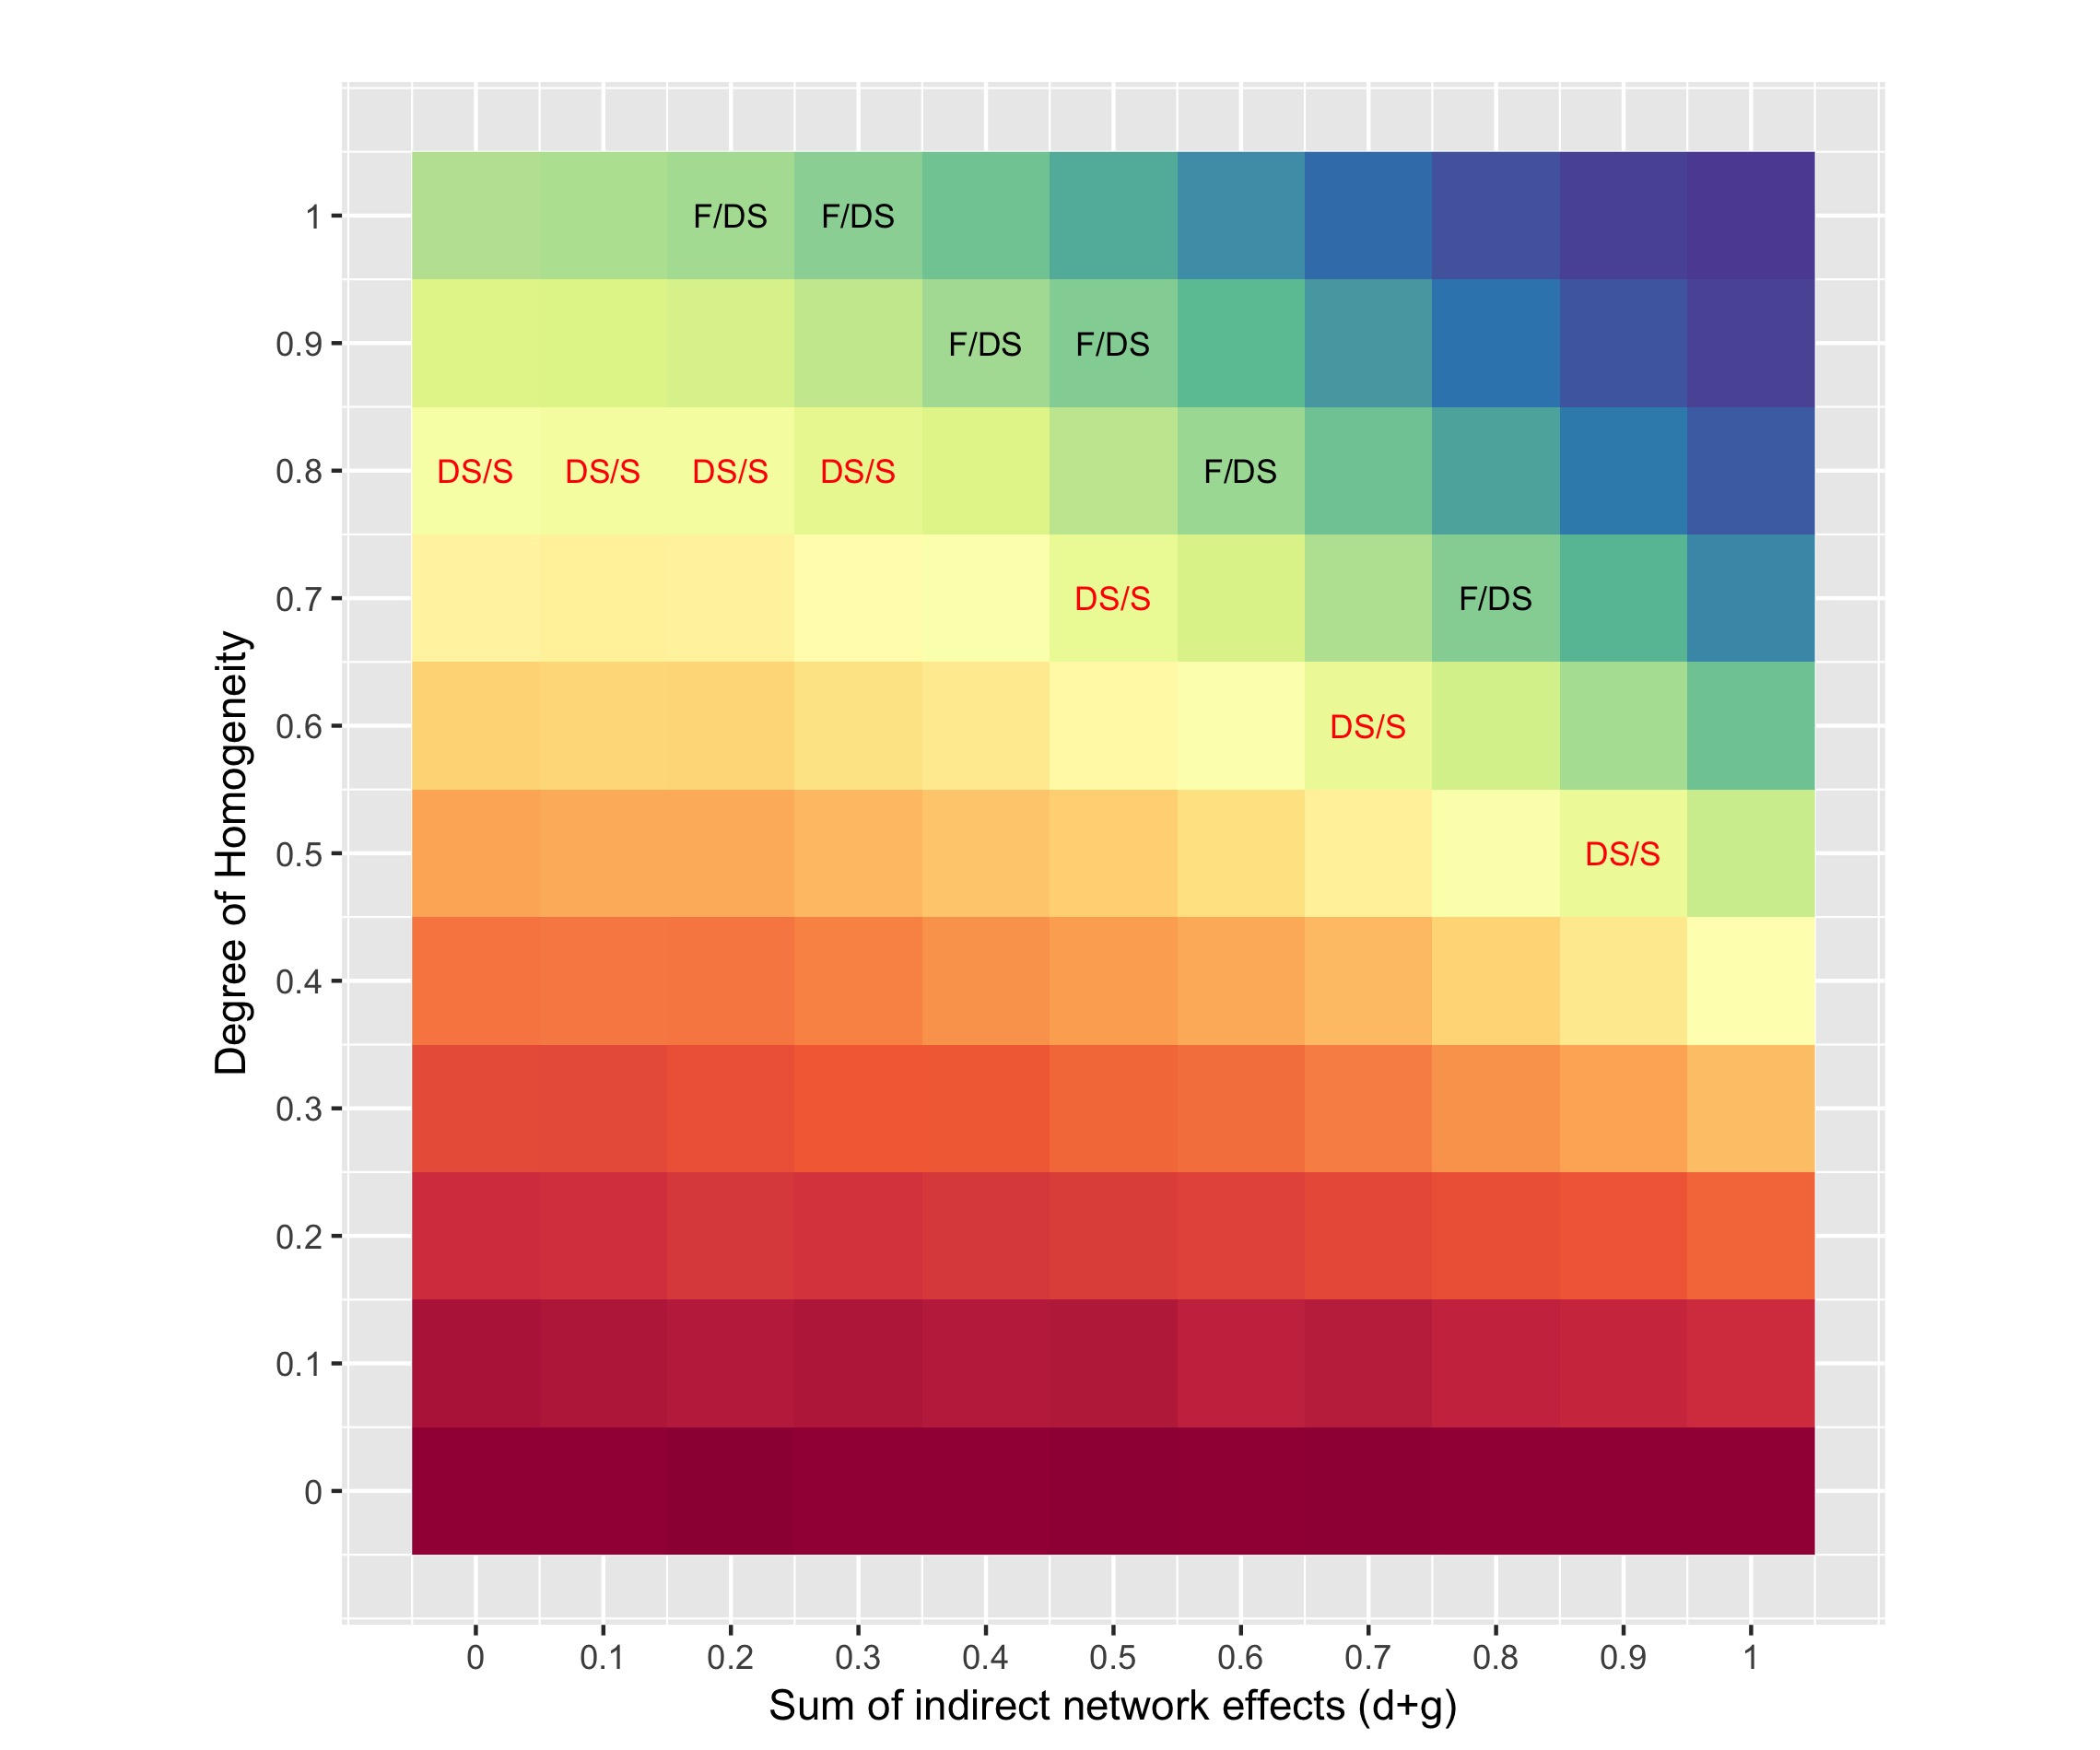 1 F/DS F/DS
0.9 F/DS F/DS
0.8 DS/S DS/S DS/S DS/S F/DS
0.7 DS/S F/DS
0.6 DS/S
0.5 DS/S
0.4
0.3
0.2
0.1
0
Degree of Homogeneity
0 0.1 0.2 0.3 0.4 0.5 0.6 0.7 0.8 0.9 1
Sum of indirect network effects (d+g)